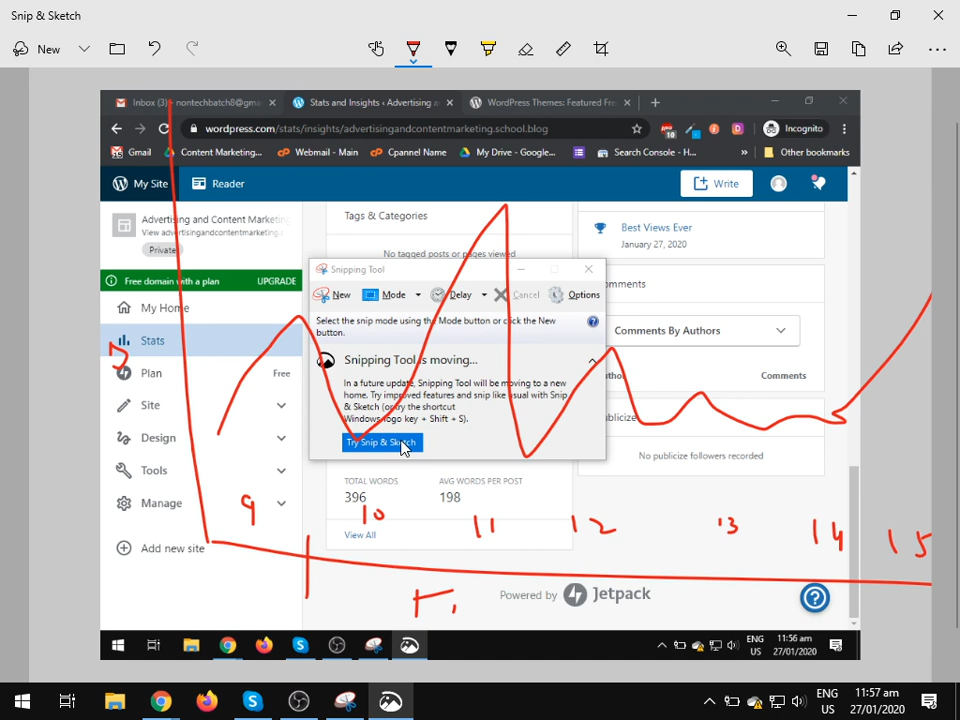 Snip & Sketch
New
Inbox (3) - nontechbatch8@gma
Stats and Insights ‹ Advertising a
WordPress Themes: Featured Fre
wordpress.com/stats/insights/advertisingandcontentmarketing.school.blog
10
D
Incognito
Gmail
Content Marketing...
Webmail - Main
Cpannel Name
My Drive - Google...
Search Console - H...
»
Other bookmarks
My Site
Reader
Write
Advertising and Content Marketing
View advertisingandcontentmarketing.
Private
Free domain with a plan
UPGRADE
My Home
Stats
Plan
Free
Site
Design
Tools
Manage
Add new site
Tags & Categories
No tagged posts or pages viewed
Best Views Ever
January 27, 2020
omments
Comments By Authors
Comments
ublicize
No publicize followers recorded
Snipping Tool
New
Mode
Delay
Cancel
Options
Select the snip mode using the Mode button or click the New
button.
Snipping Tool is moving...
In a future update, Snipping Tool will be moving to a new
home. Try improved features and snip like usual with Snip
& Sketch (or try the shortcut
Windows logo key + Shift + S).
Try Snip & Sketch
TOTAL WORDS
396
AVG WORDS PER POST
198
View All
9
10
11
12
13
14
15
Powered by Jetpack
ENG
US
11:56 am
27/01/2020
ENG
US
11:57 am
27/01/2020